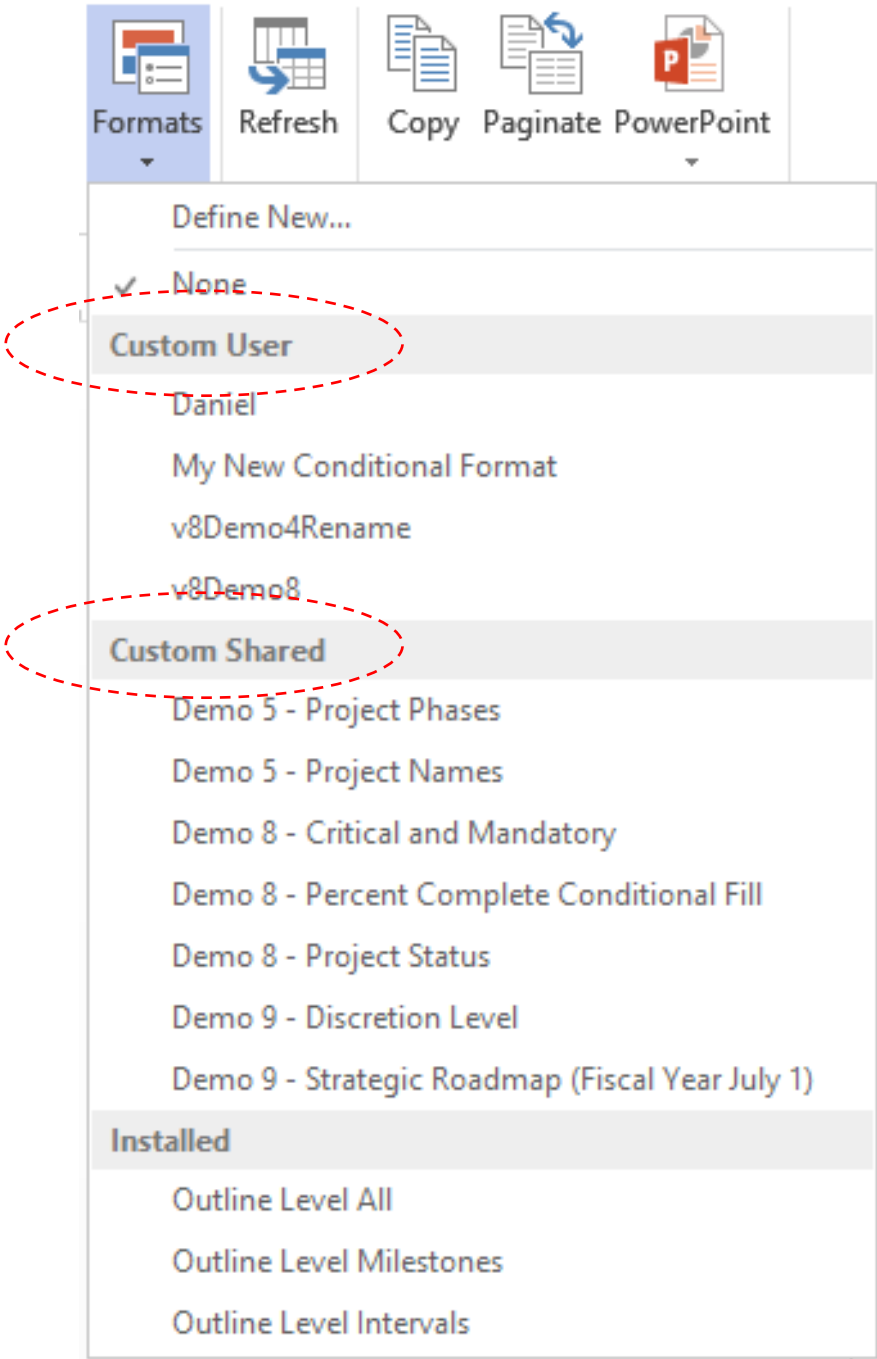 Formats Refresh Copy Paginate PowerPoint
Define New...
None
Custom User
Daniel
My New Conditional Format
v8Demo4Rename
v8Demo8
Custom Shared
Demo 5 - Project Phases
Demo 5 - Project Names
Demo 8 - Critical and Mandatory
Demo 8 - Percent Complete Conditional Fill
Demo 8 - Project Status
Demo 9 - Discretion Level
Demo 9 - Strategic Roadmap (Fiscal Year July 1)
Installed
Outline Level All
Outline Level Milestones
Outline Level Intervals